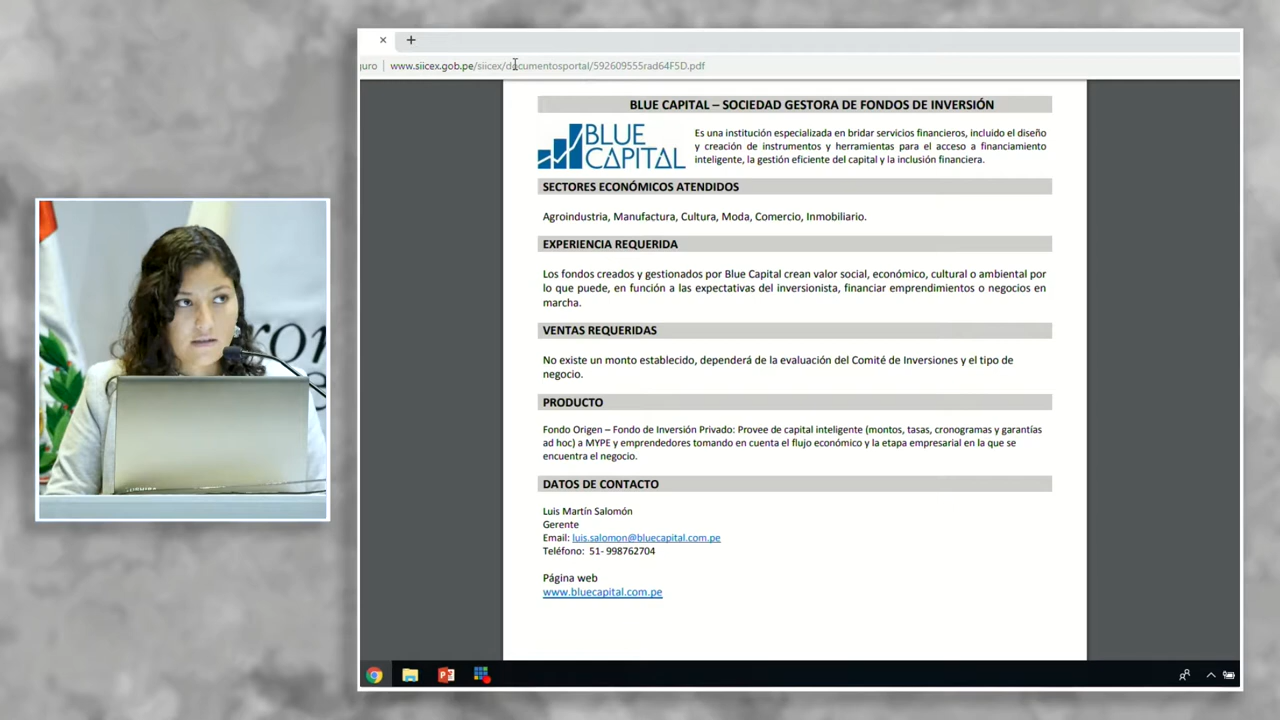 uro | www.siicex.gob.pe/siicex/documentosportal/592609555rad64F5D.pdf
BLUE CAPITAL – SOCIEDAD GESTORA DE FONDOS DE INVERSIÓN
BLUE
CAPITAL
Es una institución especializada en bridar servicios financieros, incluido el diseño
y creación de instrumentos y herramientas para el acceso a financiamiento
inteligente, la gestión eficiente del capital y la inclusión financiera.
SECTORES ECONÓMICOS ATENDIDOS
Agroindustria, Manufactura, Cultura, Moda, Comercio, Inmobiliario.
EXPERIENCIA REQUERIDA
Los fondos creados y gestionados por Blue Capital crean valor social, económico, cultural o ambiental por
lo que puede, en función a las expectativas del inversionista, financiar emprendimientos o negocios en
marcha.
VENTAS REQUERIDAS
No existe un monto establecido, dependerá de la evaluación del Comité de Inversiones y el tipo de
negocio.
PRODUCTO
Fondo Origen – Fondo de Inversión Privado: Provee de capital inteligente (montos, tasas, cronogramas y garantías
ad hoc) a MYPE y emprendedores tomando en cuenta el flujo económico y la etapa empresarial en la que se
encuentra el negocio.
DATOS DE CONTACTO
Luis Martín Salomón
Gerente
Email: luis.salomon@bluecapital.com.pe
Teléfono: 51- 998762704
Página web
www.bluecapital.com.pe